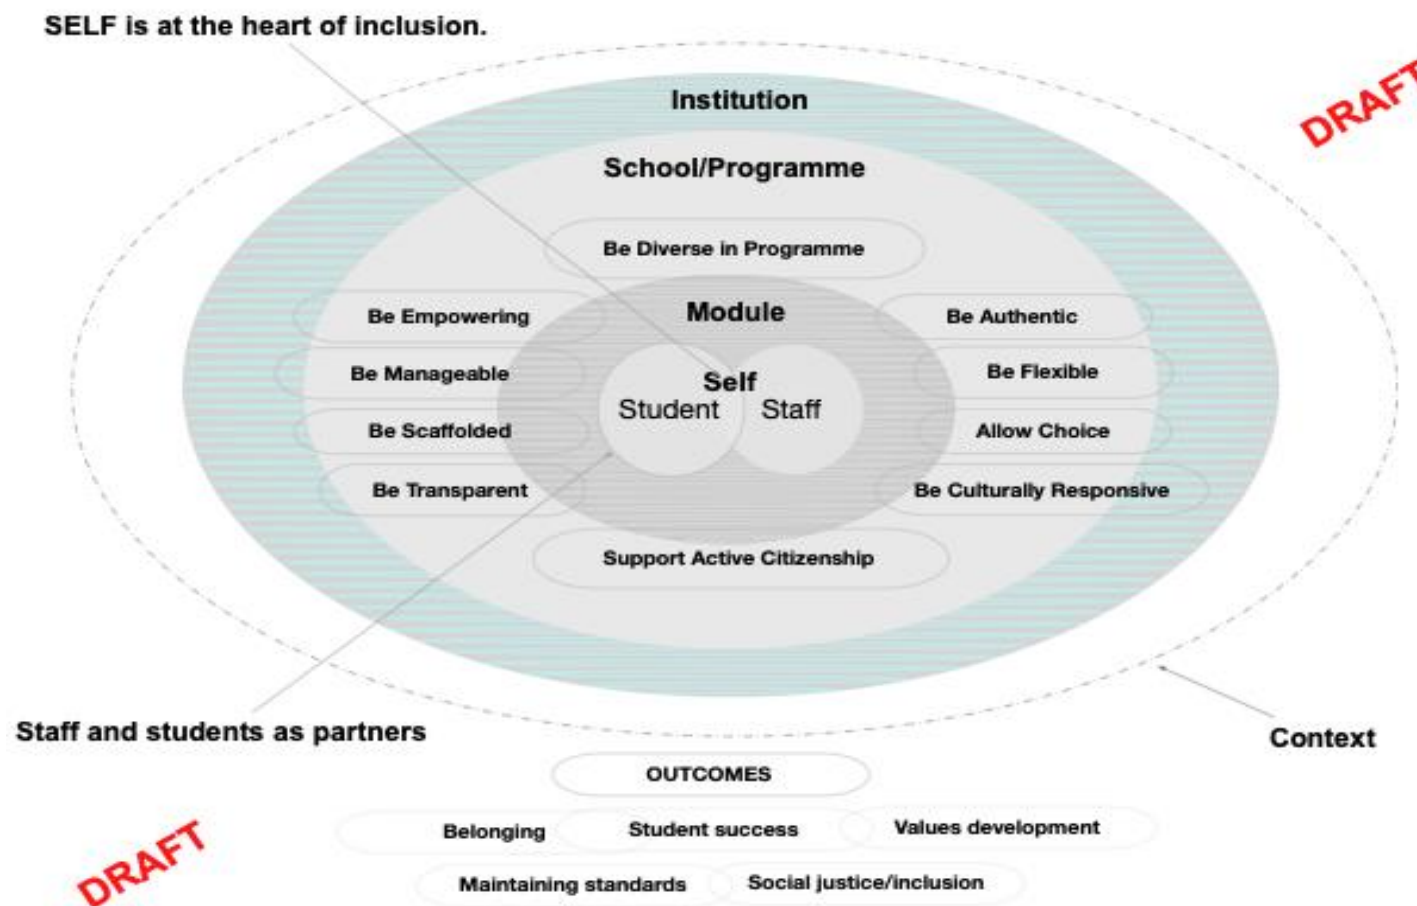 SELF is at the heart of inclusion.
DRAFT
Institution
School/Programme
Be Diverse in Programme
Be Empowering
Module
Be Authentic
Be Manageable
Self
Be Flexible
Student
Staff
Be Scaffolded
Allow Choice
Be Transparent
Be Culturally Responsive
Support Active Citizenship
Staff and students as partners
Context
OUTCOMES
Belonging
Student success
Values development
DRAFT
Maintaining standards
Social justice/inclusion